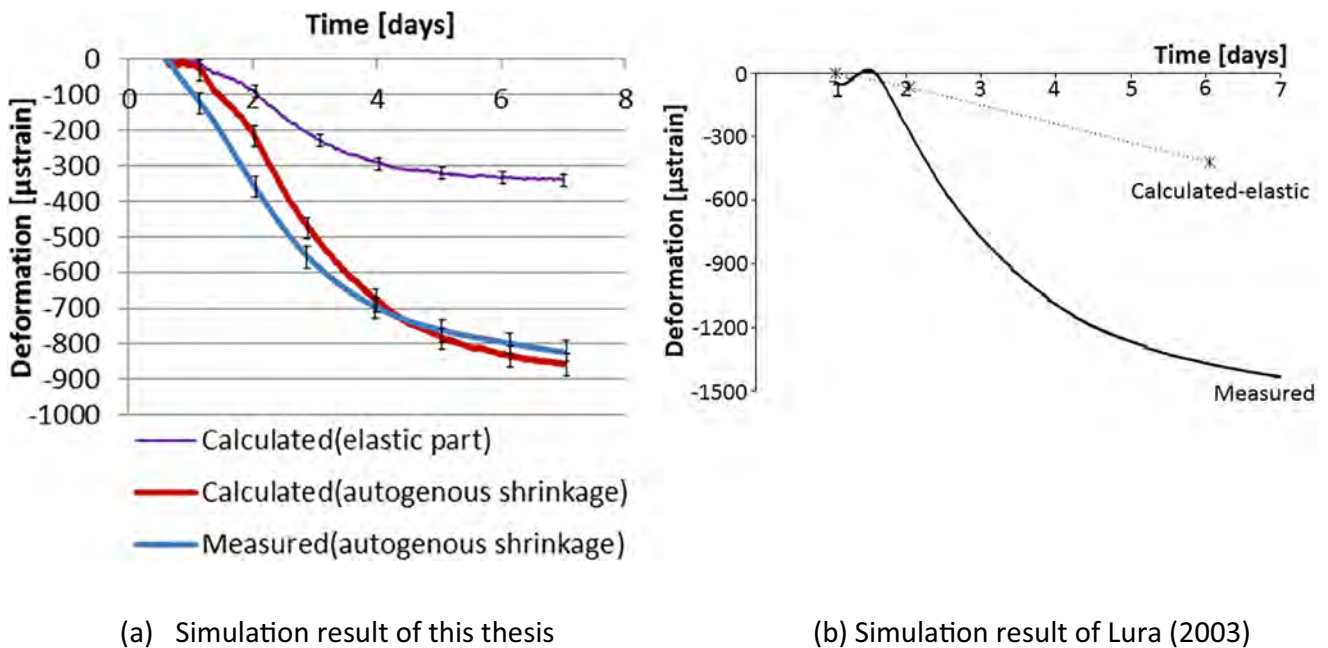 Time [days]
0
-100
-200
-300
-400
-500
-600
-700
-800
-900
-1000
0 2 4 6 8
Deformation [μstrain]
Calculated(elastic part)
Calculated(autogenous shrinkage)
Measured(autogenous shrinkage)
(a) Simulation result of this thesis
Time [days]
0
-300
-600
-900
-1200
-1500
1 2 3 4 5 6 7
Deformation [μstrain]
Calculated-elastic
Measured
(b) Simulation result of Lura (2003)